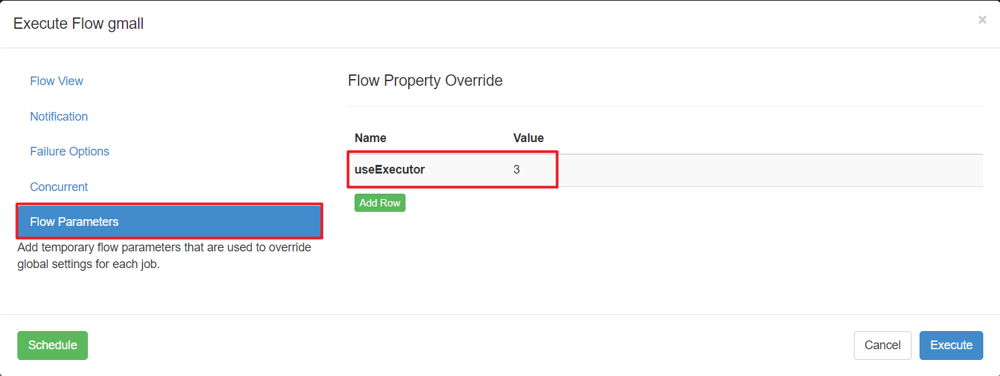 Execute Flow gmall
×
Flow View
Notification
Failure Options
Concurrent
Flow Parameters
Add temporary flow parameters that are used to override
global settings for each job.
Flow Property Override
Name Value
useExecutor 3
Add Row
Schedule Cancel Execute